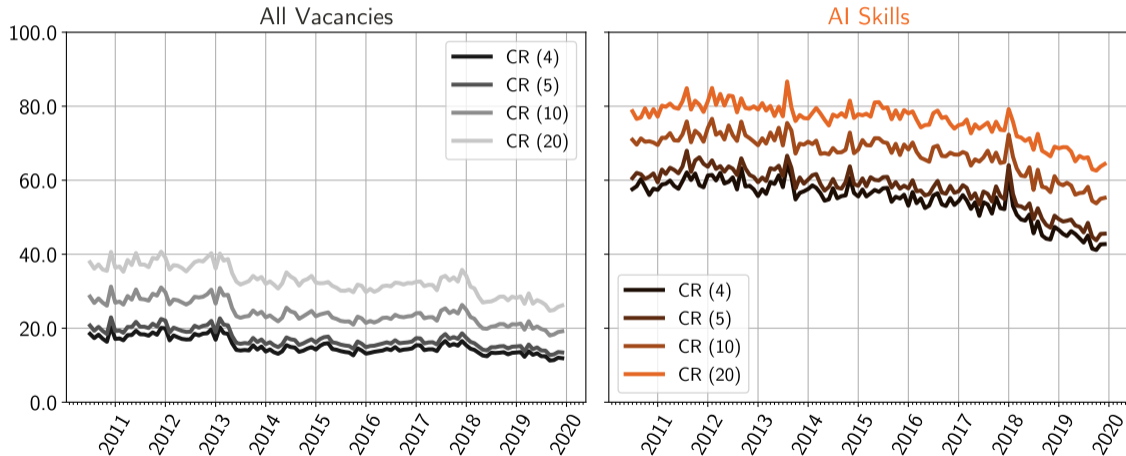 All Vacancies
100.0
80.0
60.0
40.0
20.0
0.0
CR (4)
CR (5)
CR (10)
CR (20)
2011
2012
2013
2014
2015
2016
2017
2018
2019
2020
AI Skills
CR (4)
CR (5)
CR (10)
CR (20)
2011
2012
2013
2014
2015
2016
2017
2018
2019
2020